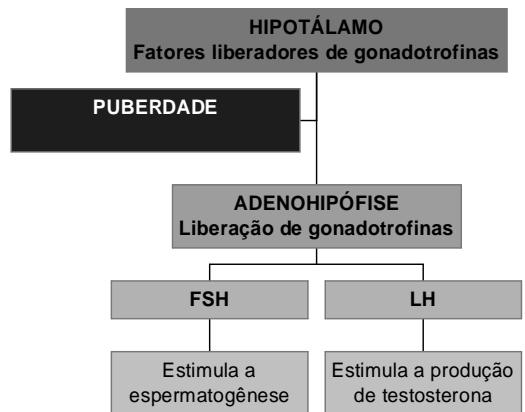 HIPOTÁLAMO
Fatores liberadores de gonadotrofinas
PUBERDADE
ADENOHIPÓFISE
Liberação de gonadotrofinas
FSH
LH
Estimula a
espermatogênese
Estimula a produção
de testosterona